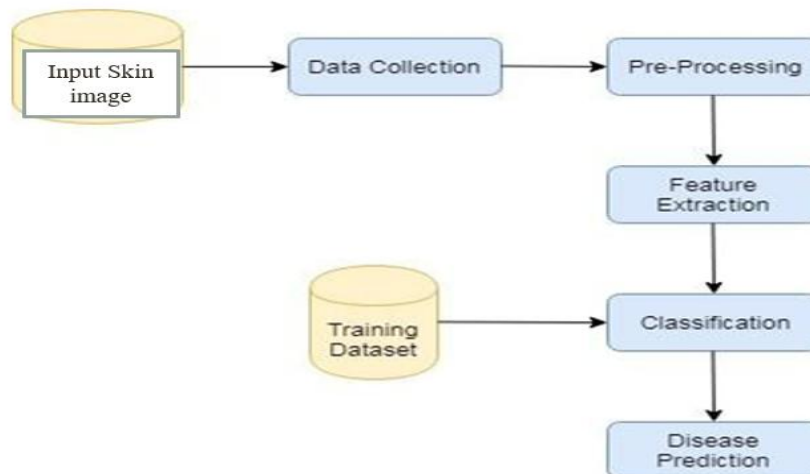 Input Skin
image
Data Collection
Pre-Processing
Feature
Extraction
Training
Dataset
Classification
Disease
Prediction